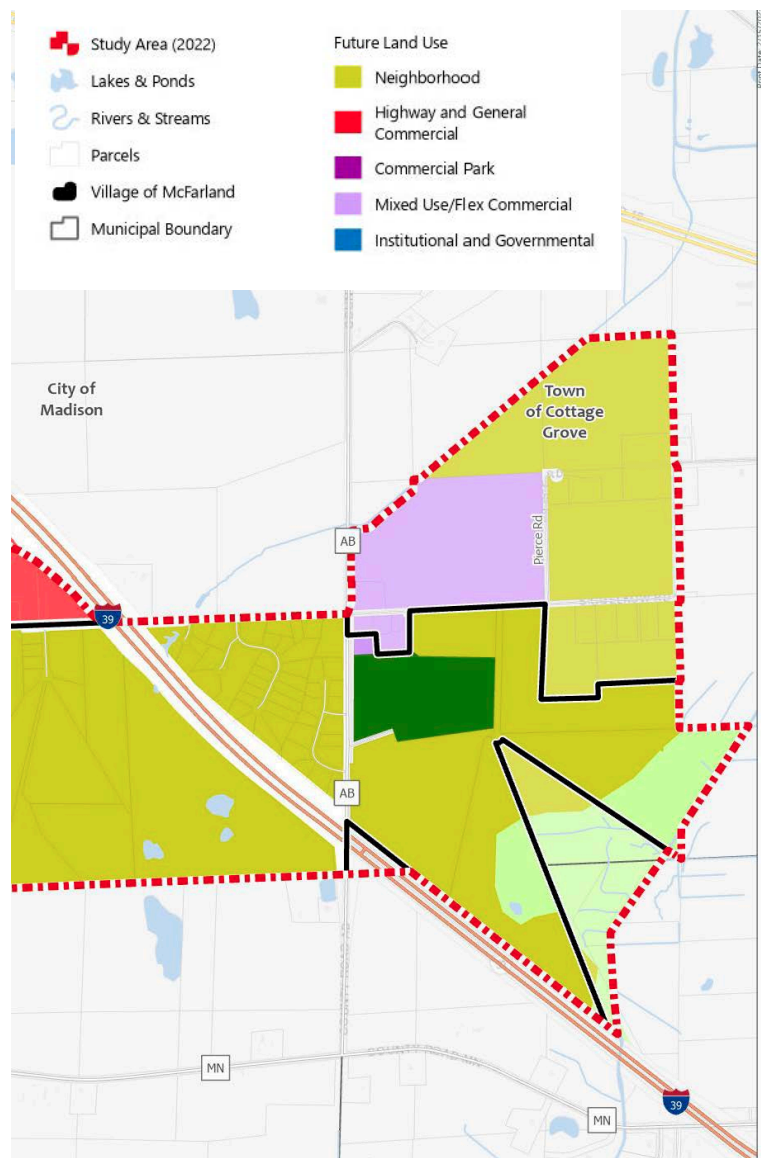 Study Area (2022)
Lakes & Ponds
Rivers & Streams
Parcels
Village of McFarland
Municipal Boundary
Future Land Use
Neighborhood
Highway and General
Commercial
Commercial Park
Mixed Use/Flex Commercial
Institutional and Governmental
City of
Madison
Town
of Cottage
Grove
Pierce Rd
AB
39
AB
MN
39
MN